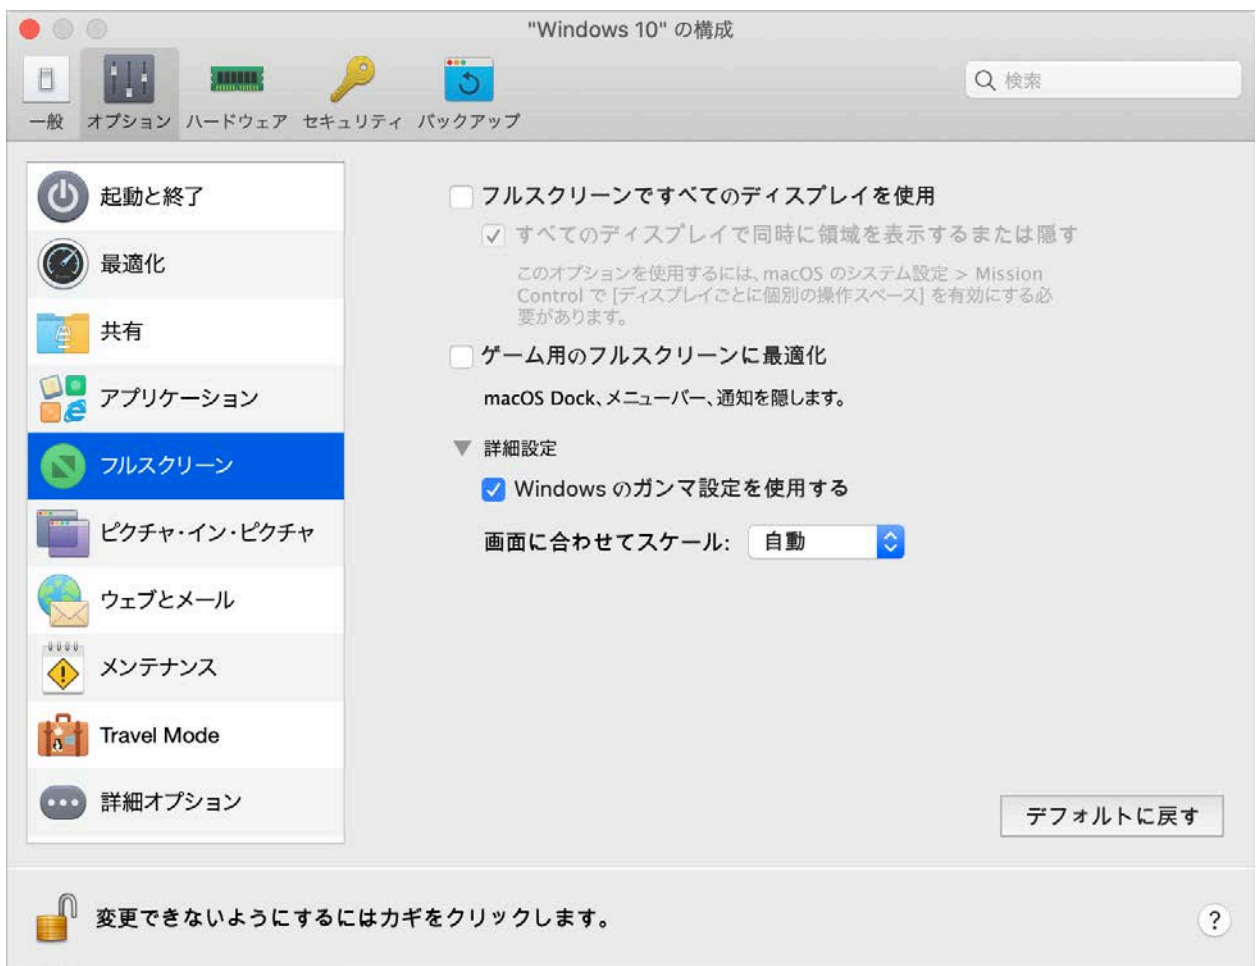 "Windows 10" の構成
検索
一般 オプション ハードウェア セキュリティ バックアップ
起動と終了
最適化
共有
アプリケーション
フルスクリーン
ピクチャ・イン・ピクチャ
ウェブとメール
メンテナンス
Travel Mode
詳細オプション
フルスクリーンですべてのディスプレイを使用
すべてのディスプレイで同時に領域を表示するまたは隠す
このオプションを使用するには、macOS のシステム設定 > Mission
Control で [ディスプレイごとに個別の操作スペース] を有効にする必
要があります。
ゲーム用のフルスクリーンに最適化
macOS Dock、メニューバー、通知を隠します。
詳細設定
Windows のガンマ設定を使用する
画面に合わせてスケール: 自動
デフォルトに戻す
変更できないようにするにはカギをクリックします。
?